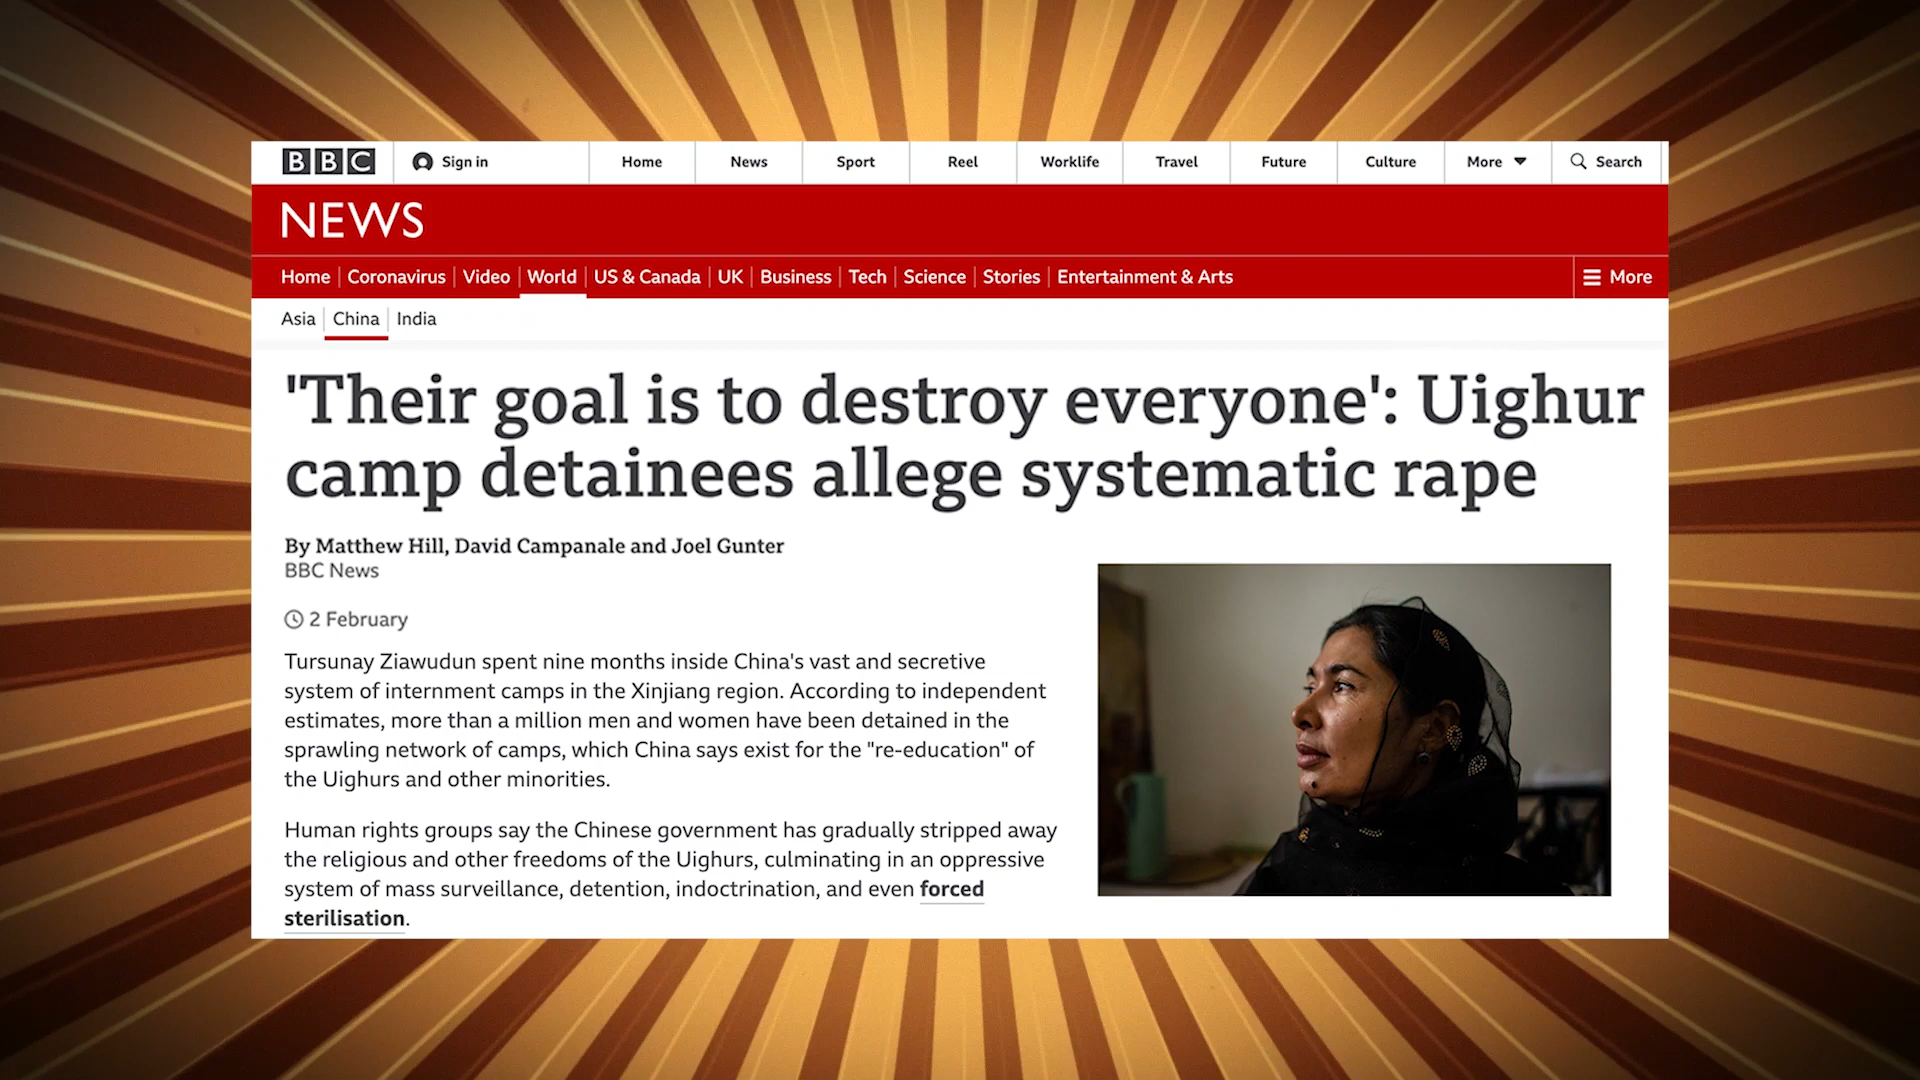 BBC Sign in Home News Sport Reel Worklife Travel Future Culture More Search
NEWS
Home Coronavirus Video World US & Canada UK Business Tech Science Stories Entertainment & Arts More
Asia China India
'Their goal is to destroy everyone': Uighur
camp detainees allege systematic rape
By Matthew Hill, David Campanale and Joel Gunter
BBC News
2 February
Tursunay Ziawudun spent nine months inside China's vast and secretive
system of internment camps in the Xinjiang region. According to independent
estimates, more than a million men and women have been detained in the
sprawling network of camps, which China says exist for the "re-education" of
the Uighurs and other minorities.
Human rights groups say the Chinese government has gradually stripped away
the religious and other freedoms of the Uighurs, culminating in an oppressive
system of mass surveillance, detention, indoctrination, and even forced
sterilisation.